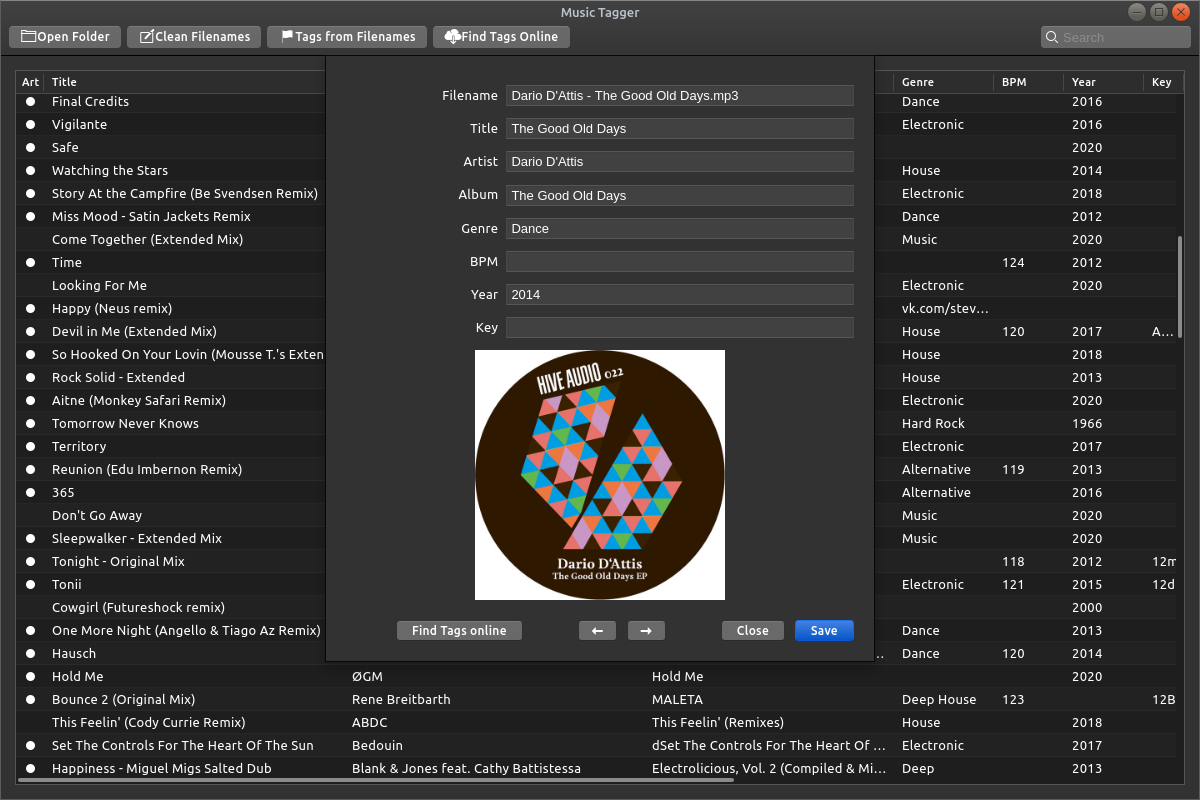 Music Tagger
Open Folder Clean Filenames Tags from Filenames Find Tags Online Search
Art Title Genre BPM Year Key
Final Credits Dance 2016
Vigilante Electronic 2016
Safe 2020
Watching the Stars House 2014
Story At the Campfire (Be Svendsen Remix) Electronic 2018
Miss Mood - Satin Jackets Remix Dance 2012
Come Together (Extended Mix) Music 2020
Time 124 2012
Looking For Me Electronic 2020
Happy (Neus remix) vk.com/stev...
Devil in Me (Extended Mix) House 120 2017 A...
So Hooked On Your Lovin (Mousse T.'s Exten House 2018
Rock Solid - Extended House 2013
Aitne (Monkey Safari Remix) Electronic 2020
Tomorrow Never Knows Hard Rock 1966
Territory Electronic 2017
Reunion (Edu Imbernon Remix) Alternative 119 2013
365 Alternative 2016
Don't Go Away Music 2020
Sleepwalker - Extended Mix Music 2020
Tonight - Original Mix 118 2012 12m
Tonii Electronic 121 2015 12d
Cowgirl (Futureshock remix) 2000
One More Night (Angello & Tiago Az Remix) Dance 2013
Hausch .. Dance 120 2014
Hold Me ØGM Hold Me 2020
Bounce 2 (Original Mix) Rene Breitbarth MALETA Deep House 123 12B
This Feelin' (Cody Currie Remix) ABDC This Feelin' (Remixes) House 2018
Set The Controls For The Heart Of The Sun Bedouin dSet The Controls For The Heart Of ... Electronic 2017
Happiness - Miguel Migs Salted Dub Blank & Jones feat. Cathy Battistessa Electrolicious, Vol. 2 (Compiled & Mi... Deep 2013
Filename Dario D'Attis - The Good Old Days.mp3
Title The Good Old Days
Artist Dario D'Attis
Album The Good Old Days
Genre Dance
BPM
Year 2014
Key
HIVE AUDIO 022
Dario D'Attis
The Good Old Days EP
Find Tags online ← → Close Save